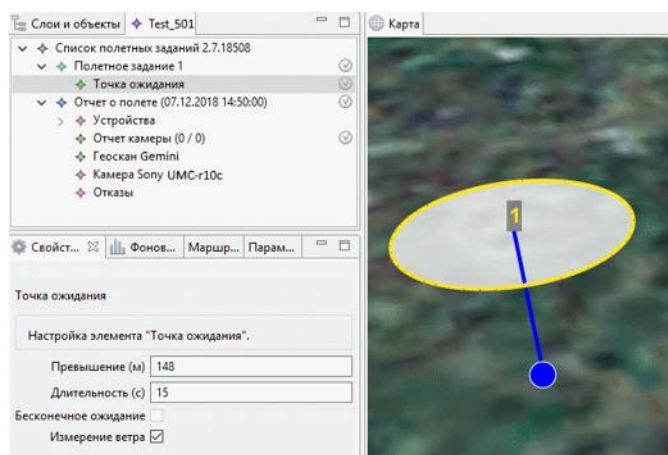 Слои и объекты Test_501
Список полетных заданий 2.7.18508
Полетное задание 1
Точка ожидания
Отчет о полете (07.12.2018 14:50:00)
Устройства
Отчет камеры (0 / 0)
Геоскан Gemini
Камера Sony UMC-r10c
Отказы
Свойст... Фонов... Маршр... Парам...
Точка ожидания
Настройка элемента "Точка ожидания".
Превышение (м) 148
Длительность (с) 15
Бесконечное ожидание
Измерение ветра
Карта
1